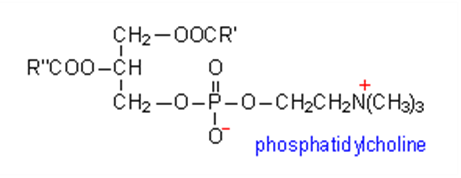 CH₂–OOCR'
R"COO–CH
O
CH₂–O–P–O–CH₂CH₂N(CH₃)₃
+
O−
phosphatidylcholine